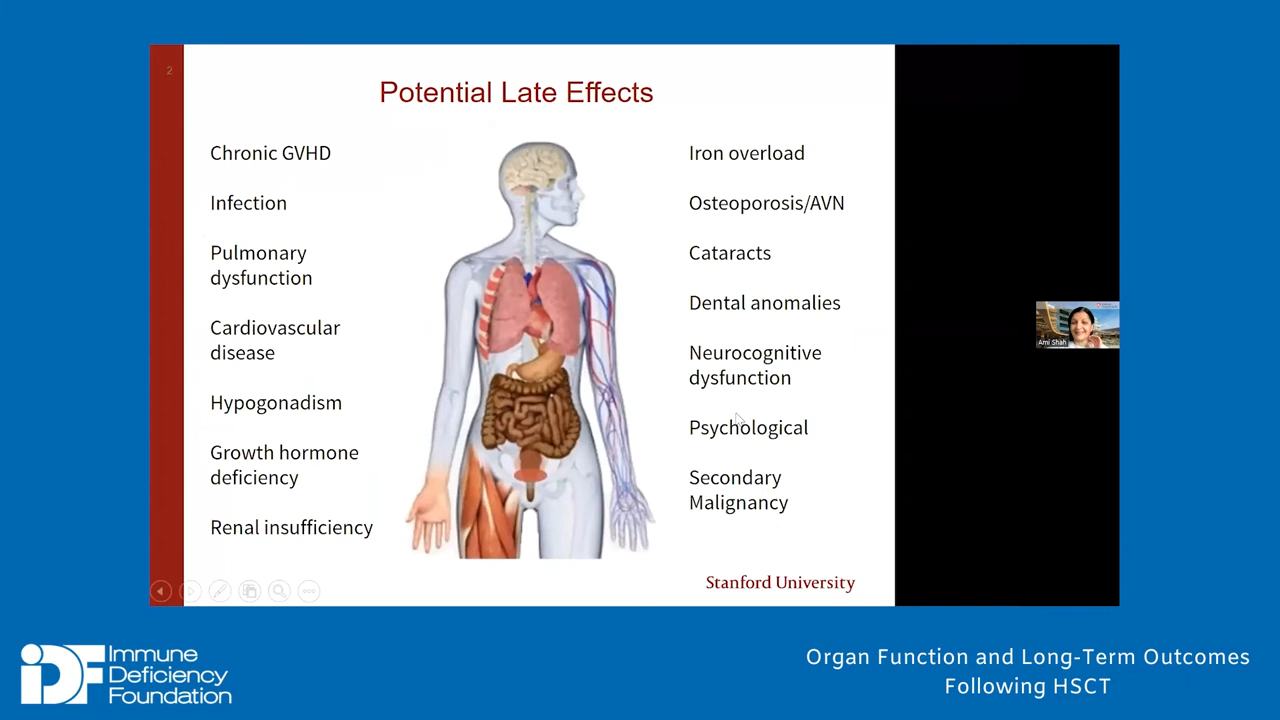 2
Potential Late Effects
Chronic GVHD
Infection
Pulmonary
dysfunction
Cardiovascular
disease
Hypogonadism
Growth hormone
deficiency
Renal insufficiency
Iron overload
Osteoporosis/AVN
Cataracts
Dental anomalies
Neurocognitive
dysfunction
Psychological
Secondary
Malignancy
Stanford University
Ami Shah
iDF
Immune
Deficiency
Foundation
Organ Function and Long-Term Outcomes
Following HSCT